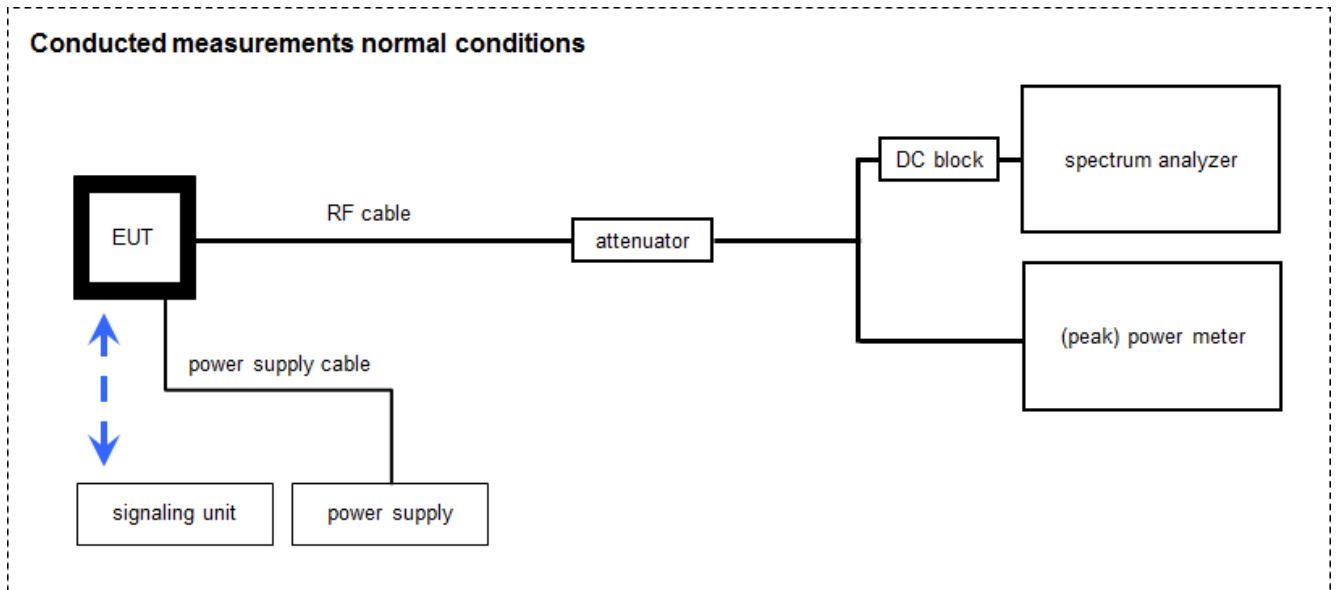 Conducted measurements normal conditions
DC block
spectrum analyzer
RF cable
EUT
attenuator
(peak) power meter
power supply cable
signaling unit
power supply